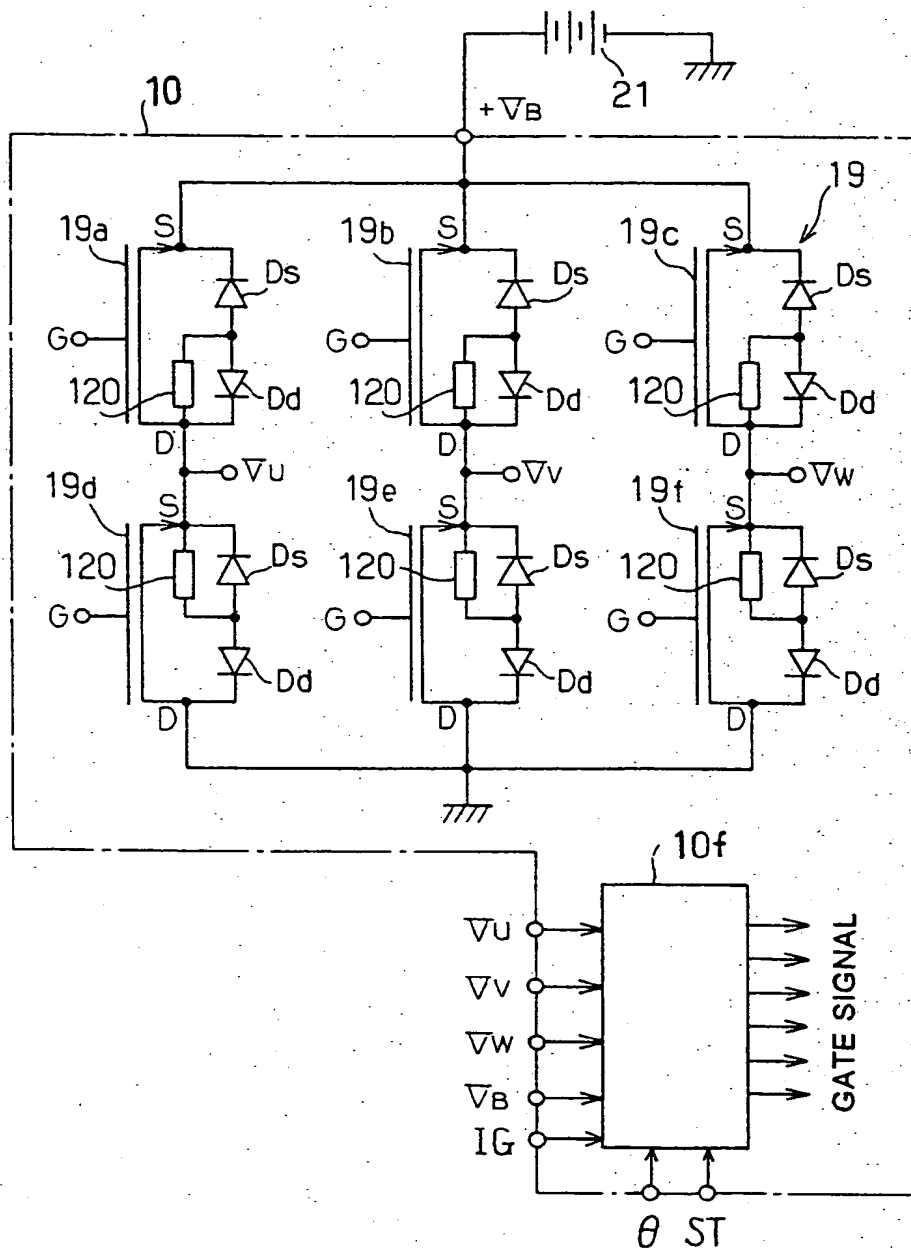 10
+VB
21
19
19a
S
Ds
G
120
Dd
D
VU
19b
S
Ds
G
120
Dd
D
VV
19c
S
Ds
G
120
Dd
D
VW
19d
S
Ds
120
G
Dd
D
19e
S
Ds
120
G
Dd
D
19f
S
Ds
120
G
Dd
D
10f
VU
VV
VW
VB
IG
GATE SIGNAL
θ ST